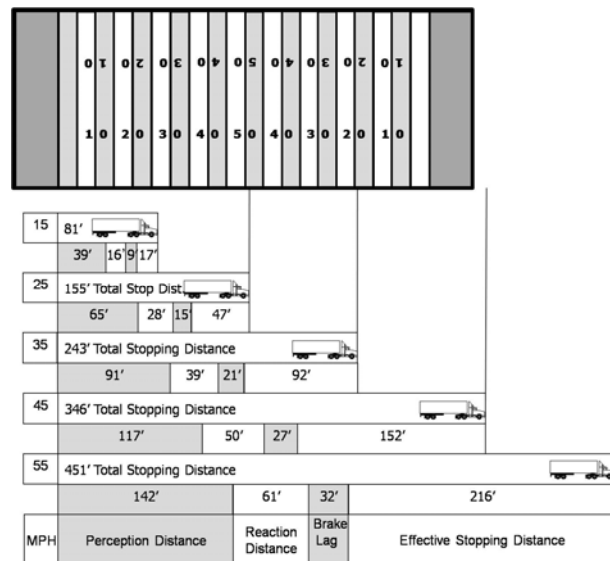 0 1 0 2 0 3 0 4 0 5 0 4 0 3 0 2 0 1
1 0 2 0 3 0 4 0 5 0 4 0 3 0 2 0 1 0
15 81’
39’ 16’ 9’ 17’
25 155’ Total Stop Dist.
65’ 28’ 15’ 47’
35 243’ Total Stopping Distance
91’ 39’ 21’ 92’
45 346’ Total Stopping Distance
117’ 50’ 27’ 152’
55 451’ Total Stopping Distance
142’ 61’ 32’ 216’
MPH Perception Distance Reaction Distance Brake Lag Effective Stopping Distance